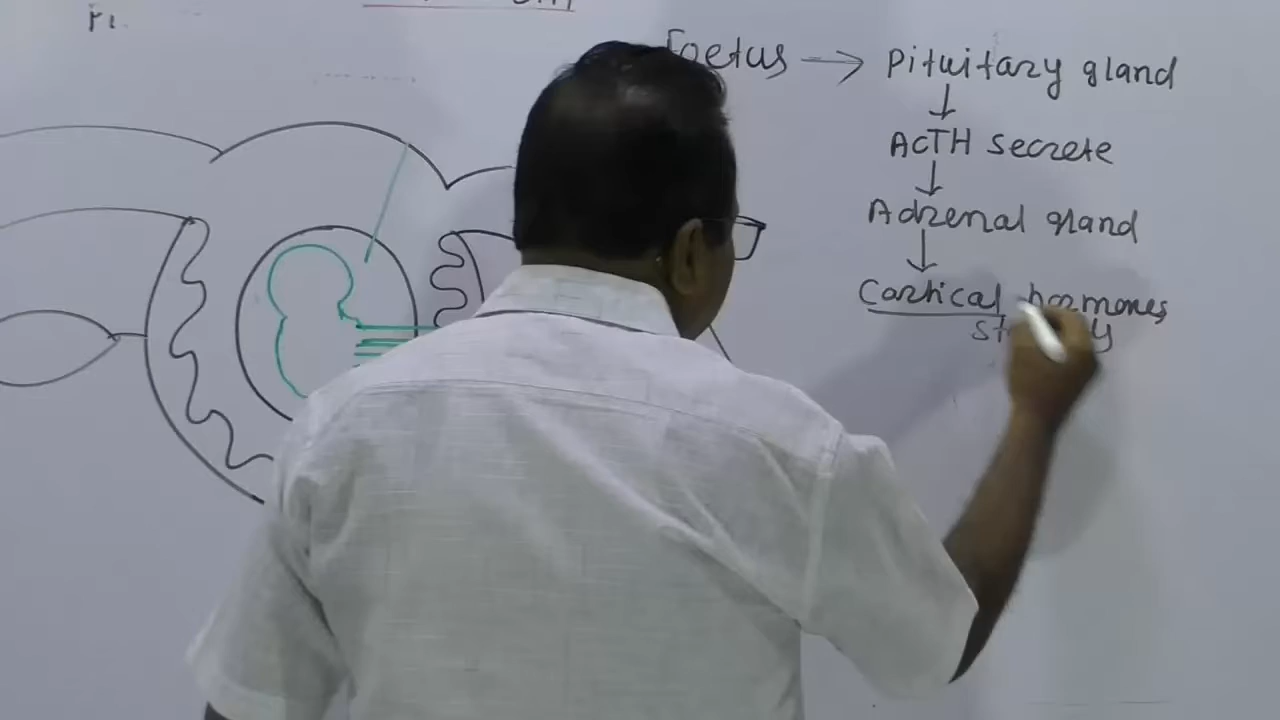 Foetus → Pituitary gland
↓
ACTH secrete
↓
Adrenal gland
↓
Cortical hormones